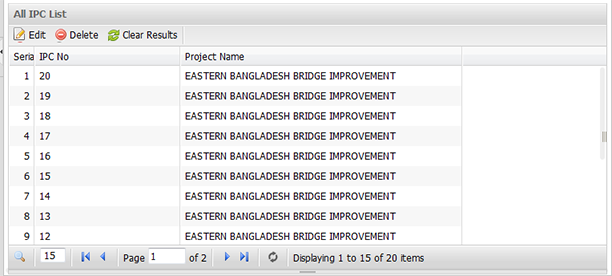 All IPC List
Edit Delete Clear Results
Seria IPC No Project Name
1 20 EASTERN BANGLADESH BRIDGE IMPROVEMENT
2 19 EASTERN BANGLADESH BRIDGE IMPROVEMENT
3 18 EASTERN BANGLADESH BRIDGE IMPROVEMENT
4 17 EASTERN BANGLADESH BRIDGE IMPROVEMENT
5 16 EASTERN BANGLADESH BRIDGE IMPROVEMENT
6 15 EASTERN BANGLADESH BRIDGE IMPROVEMENT
7 14 EASTERN BANGLADESH BRIDGE IMPROVEMENT
8 13 EASTERN BANGLADESH BRIDGE IMPROVEMENT
9 12 EASTERN BANGLADESH BRIDGE IMPROVEMENT
15 Page 1 of 2 Displaying 1 to 15 of 20 items